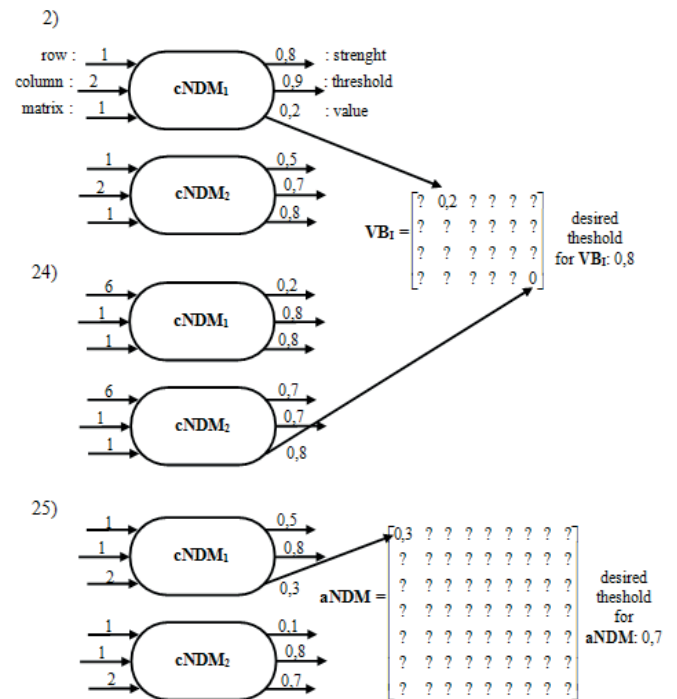 2)
row : 1 0,8 : strenght
column : 2 cNDM1 0,9 : threshold
matrix : 1 0,2 : value
1 0,5
2 cNDM2 0,7
1 0,8
VBI =
? 0,2 ? ? ? ?
? ? ? ? ? ?
? ? ? ? ? ?
? ? ? ? ? 0
desired
theshold
for VBI: 0,8
24)
6 0,2
1 cNDM1 0,8
1 0,8
6 0,7
1 cNDM2 0,7
1 0,8
25)
1 0,5
1 cNDM1 0,8
2 0,3
1 0,1
1 cNDM2 0,8
2 0,7
aNDM =
0,3 ? ? ? ? ? ? ? ?
? ? ? ? ? ? ? ? ?
? ? ? ? ? ? ? ? ?
? ? ? ? ? ? ? ? ?
? ? ? ? ? ? ? ? ?
? ? ? ? ? ? ? ? ?
? ? ? ? ? ? ? ? ?
desired
theshold
for
aNDM: 0,7